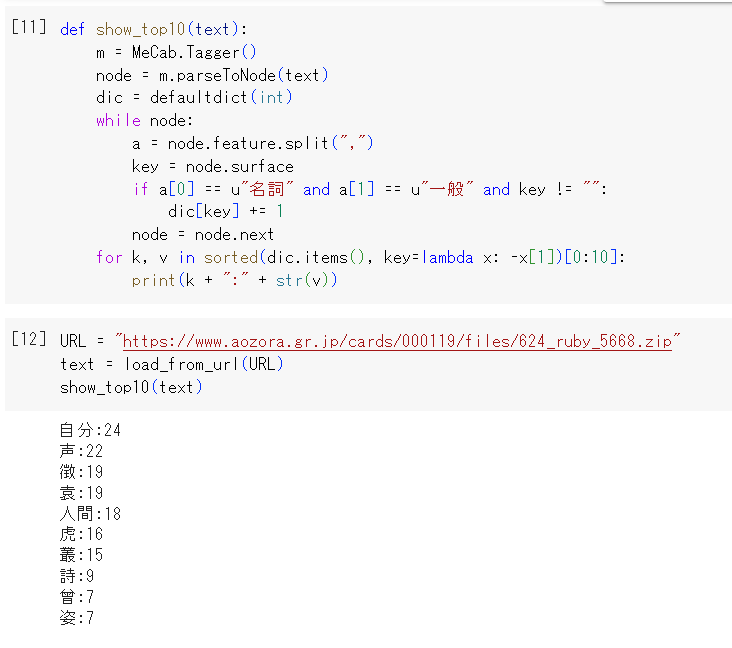 [11] def show_top10(text):
m = MeCab.Tagger()
node = m.parseToNode(text)
dic = defaultdict(int)
while node:
a = node.feature.split(",")
key = node.surface
if a[0] == u"名詞" and a[1] == u"一般" and key != "":
dic[key] += 1
node = node.next
for k, v in sorted(dic.items(), key=lambda x: -x[1])[0:10]:
print(k + ":" + str(v))
[12] URL = "https://www.aozora.gr.jp/cards/000119/files/624_ruby_5668.zip"
text = load_from_url(URL)
show_top10(text)
自分:24
声:22
徴:19
袁:19
人間:18
虎:16
叢:15
詩:9
曾:7
姿:7